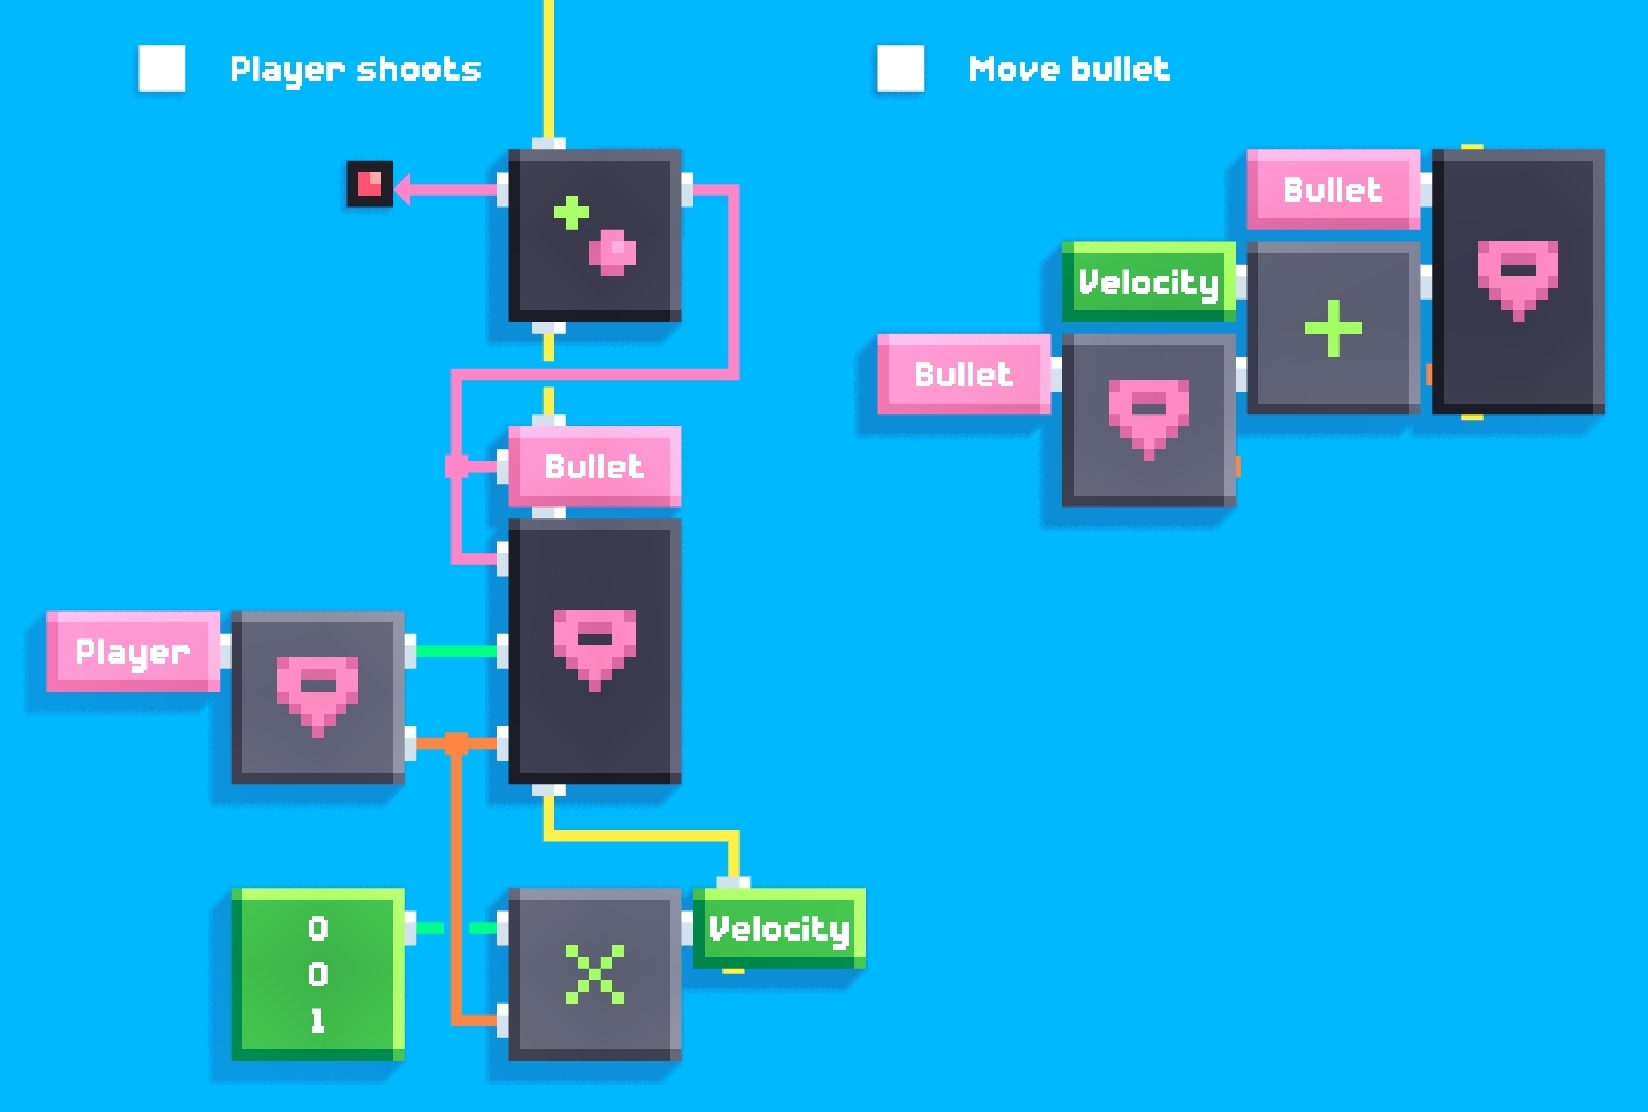 Player shoots
Move bullet
Bullet
Velocity
Bullet
Bullet
Player
0
0
1
Velocity